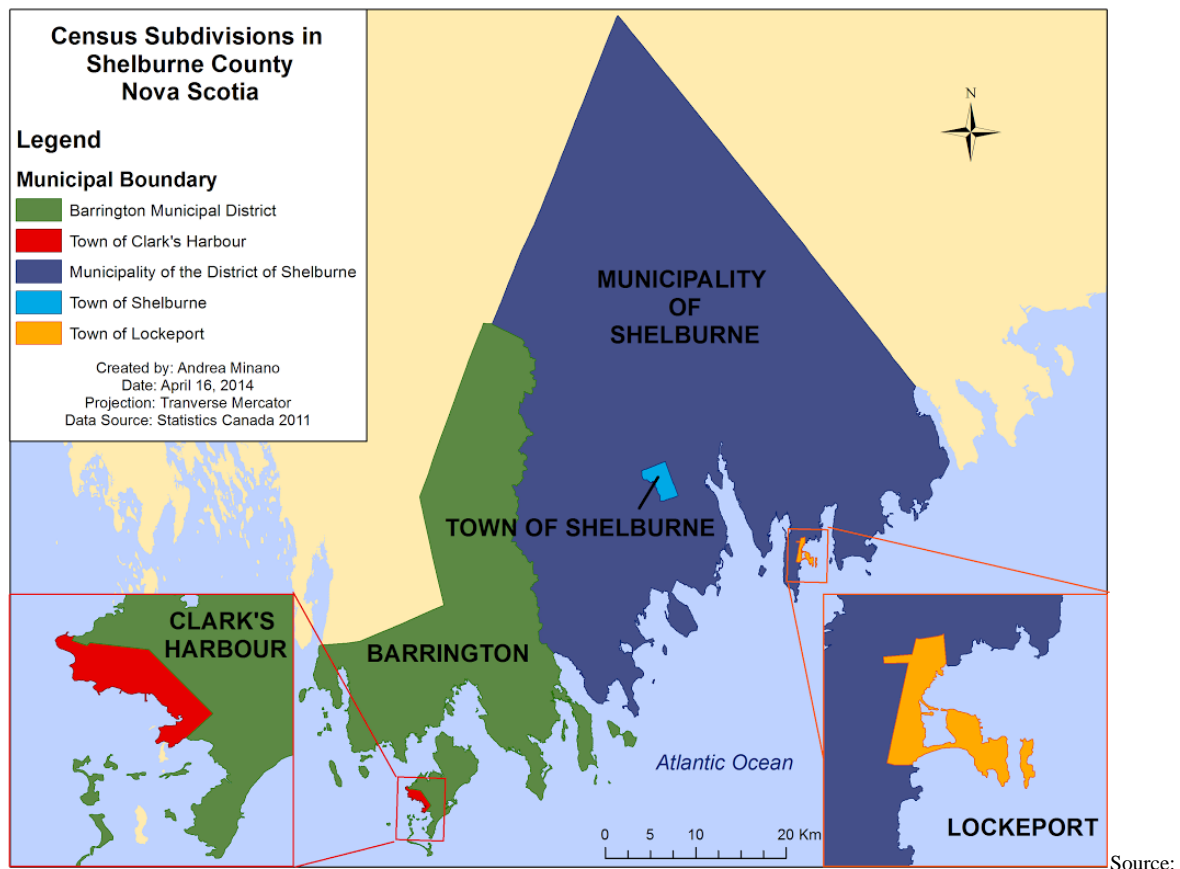 Census Subdivisions in
Shelburne County
Nova Scotia
Legend
Municipal Boundary
Barrington Municipal District
Town of Clark's Harbour
Municipality of the District of Shelburne
Town of Shelburne
Town of Lockeport
Created by: Andrea Minano
Date: April 16, 2014
Projection: Tranverse Mercator
Data Source: Statistics Canada 2011
N
MUNICIPALITY
OF
SHELBURNE
TOWN OF SHELBURNE
CLARK'S
HARBOUR
BARRINGTON
Atlantic Ocean
0 5 10 20 Km
LOCKEPORT
Source: